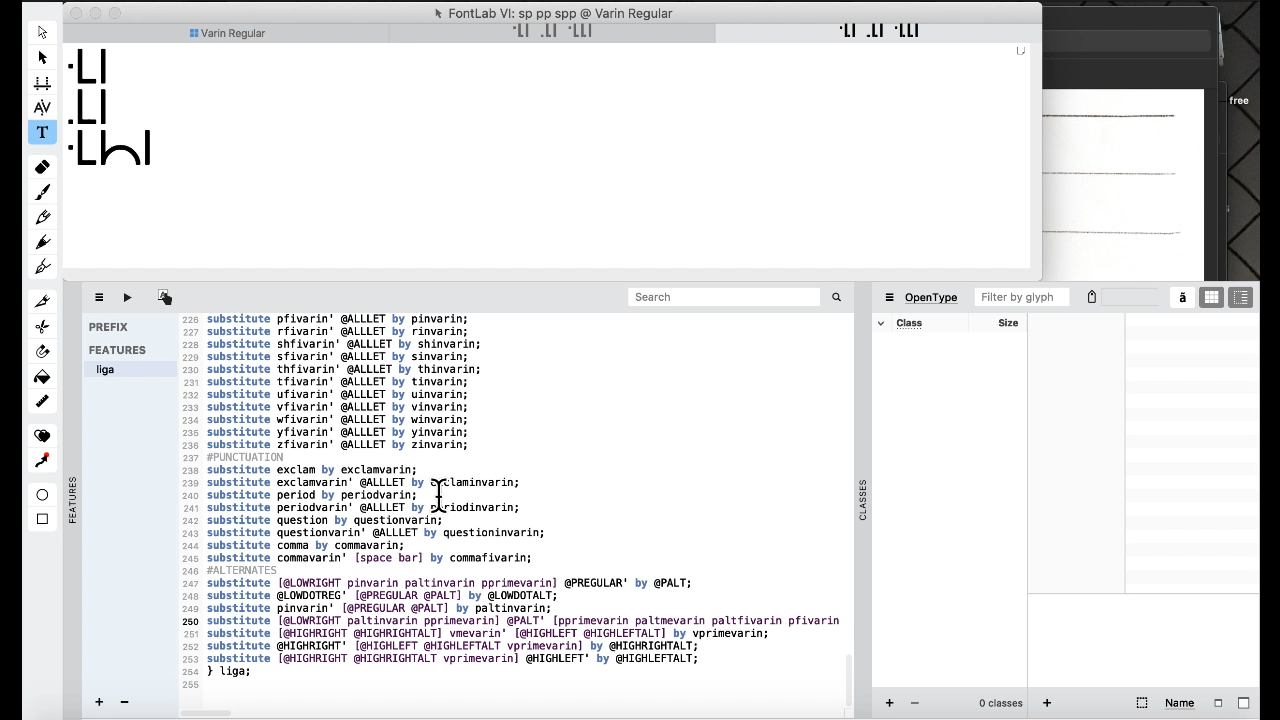 FontLab VI: sp pp spp @ Varin Regular
Varin Regular
free
T
Search
OpenType
Filter by glyph
ã
PREFIX
FEATURES
liga
Class Size
226 substitute pfivarin' @ALLLET by pinvarin;
227 substitute rfivarin' @ALLLET by rinvarin;
228 substitute shfivarin' @ALLLET by shinvarin;
229 substitute sfivarin' @ALLLET by sinvarin;
230 substitute thfivarin' @ALLLET by thinvarin;
231 substitute tfivarin' @ALLLET by tinvarin;
232 substitute ufivarin' @ALLLET by uinvarin;
233 substitute vfivarin' @ALLLET by vinvarin;
234 substitute wfivarin' @ALLLET by winvarin;
235 substitute yfivarin' @ALLLET by yinvarin;
236 substitute zfivarin' @ALLLET by zinvarin;
237 #PUNCTUATION
238 substitute exclam by exclamvarin;
239 substitute exclamvarin' @ALLLET by exclaminvarin;
240 substitute period by periodvarin;
241 substitute periodvarin' @ALLLET by periodinvarin;
242 substitute question by questionvarin;
243 substitute questionvarin' @ALLLET by questioninvarin;
244 substitute comma by commavarin;
245 substitute commavarin' [space bar] by commafivarin;
246 #ALTERNATES
247 substitute [@LOWRIGHT pinvarin paltinvarin pprimevarin] @PREGULAR' by @PALT;
248 substitute @LOWDOTREG' [@PREGULAR @PALT] by @LOWDOTALT;
249 substitute pinvarin' [@PREGULAR @PALT] by paltinvarin;
250 substitute [@LOWRIGHT paltinvarin pprimevarin] @PALT' [pprimevarin paltmevarin paltfivarin pfivarin
251 substitute [@HIGHRIGHT @HIGHRIGHTALT] vmevarin' [@HIGHLEFT @HIGHLEFTALT] by vprimevarin;
252 substitute @HIGHRIGHT' [@HIGHLEFT @HIGHLEFTALT vprimevarin] by @HIGHRIGHTALT;
253 substitute [@HIGHRIGHT @HIGHRIGHTALT vprimevarin] @HIGHLEFT' by @HIGHLEFTALT;
254 } liga;
255
FEATURES
CLASSES
0 classes
Name